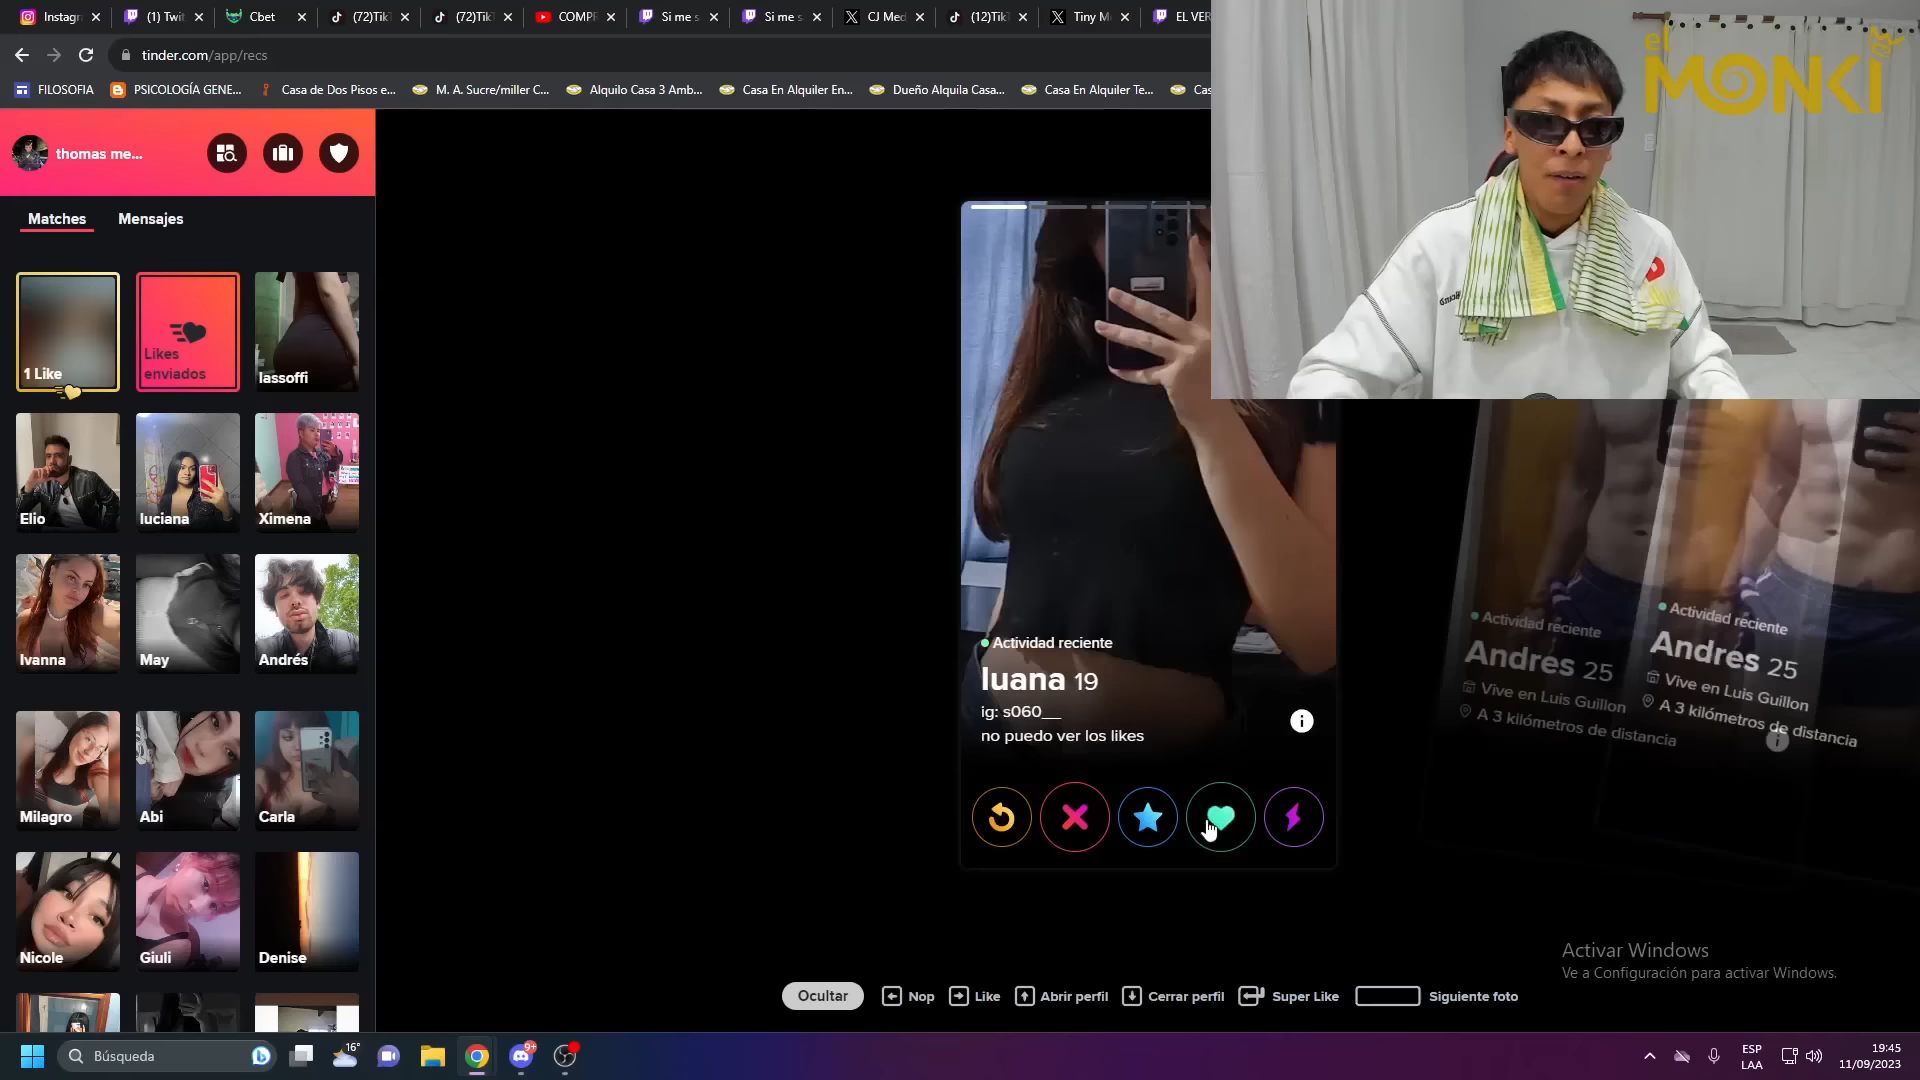 Instagr
(1) Twit
Cbet
(72)TikT
(72)TikT
COMPR
Si me s
Si me s
CJ Med
(12)TikT
Tiny M
EL VER
tinder.com/app/recs
FILOSOFIA
PSICOLOGÍA GENE...
Casa de Dos Pisos e...
M. A. Sucre/miller C...
Alquilo Casa 3 Amb...
Casa En Alquiler En...
Dueño Alquila Casa...
Casa En Alquiler Te...
Cas
el
MONKI
thomas me...
Matches
Mensajes
1 Like
Likes
enviados
lassoffi
Elio
luciana
Ximena
Ivanna
May
Andrés
Milagro
Abi
Carla
Nicole
Giuli
Denise
Actividad reciente
luana 19
ig: s060__
no puedo ver los likes
Actividad reciente
Andres 25
Vive en Luis Guillon
A 3 kilómetros de distancia
Actividad reciente
Andres 25
Vive en Luis Guillon
A 3 kilómetros de distancia
Activar Windows
Ve a Configuración para activar Windows.
Ocultar
Nop
Like
Abrir perfil
Cerrar perfil
Super Like
Siguiente foto
Búsqueda
16°
9+
ESP
LAA
19:45
11/09/2023